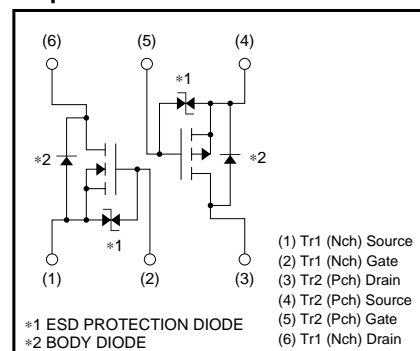 (6) (5) (4)
*1
*2
*2
*1
(1) (2) (3)
(1) Tr1 (Nch) Source
(2) Tr1 (Nch) Gate
(3) Tr2 (Pch) Drain
(4) Tr2 (Pch) Source
(5) Tr2 (Pch) Gate
(6) Tr1 (Nch) Drain
*1 ESD PROTECTION DIODE
*2 BODY DIODE